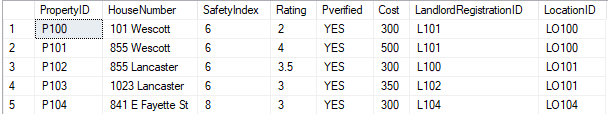 PropertyID HouseNumber SafetyIndex Rating Pverified Cost LandlordRegistrationID LocationID
1 P100 101 Wescott 6 2 YES 300 L101 LO100
2 P101 855 Wescott 6 4 YES 500 L101 LO100
3 P102 855 Lancaster 6 3.5 YES 300 L100 LO101
4 P103 1023 Lancaster 6 3 YES 350 L102 LO101
5 P104 841 E Fayette St 8 3 YES 300 L104 LO104